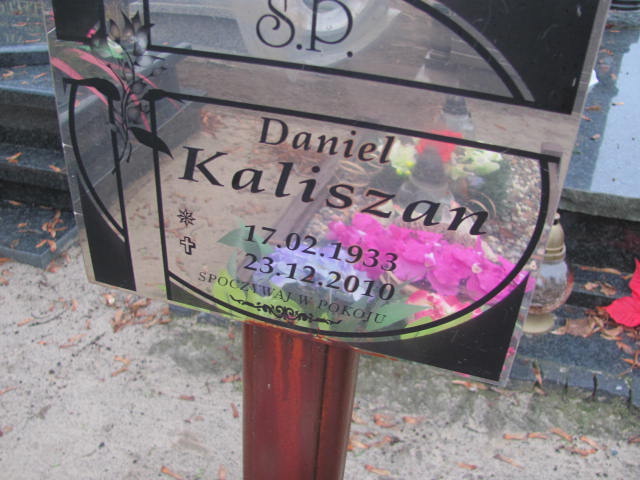 Ś.P.
Daniel
Kaliszan
17.02.1933
23.12.2010
SPOCZYWAJ W POKOJU